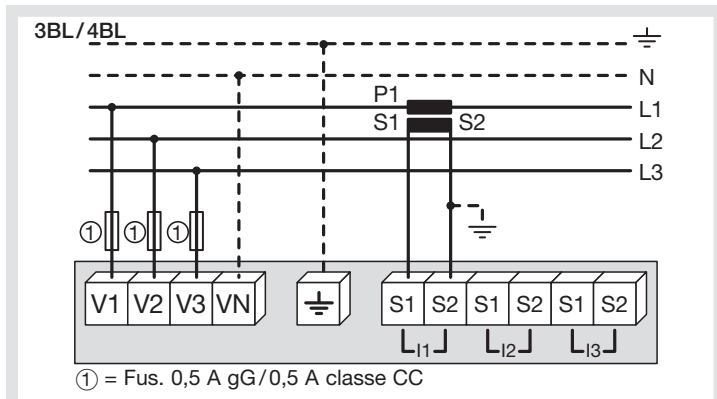 3BL/4BL
N
P1
L1
S1 S2
L2
L3
① ① ①
V1 V2 V3 VN S1 S2 S1 S2 S1 S2
I1 I2 I3
① = Fus. 0,5 A gG/0,5 A classe CC